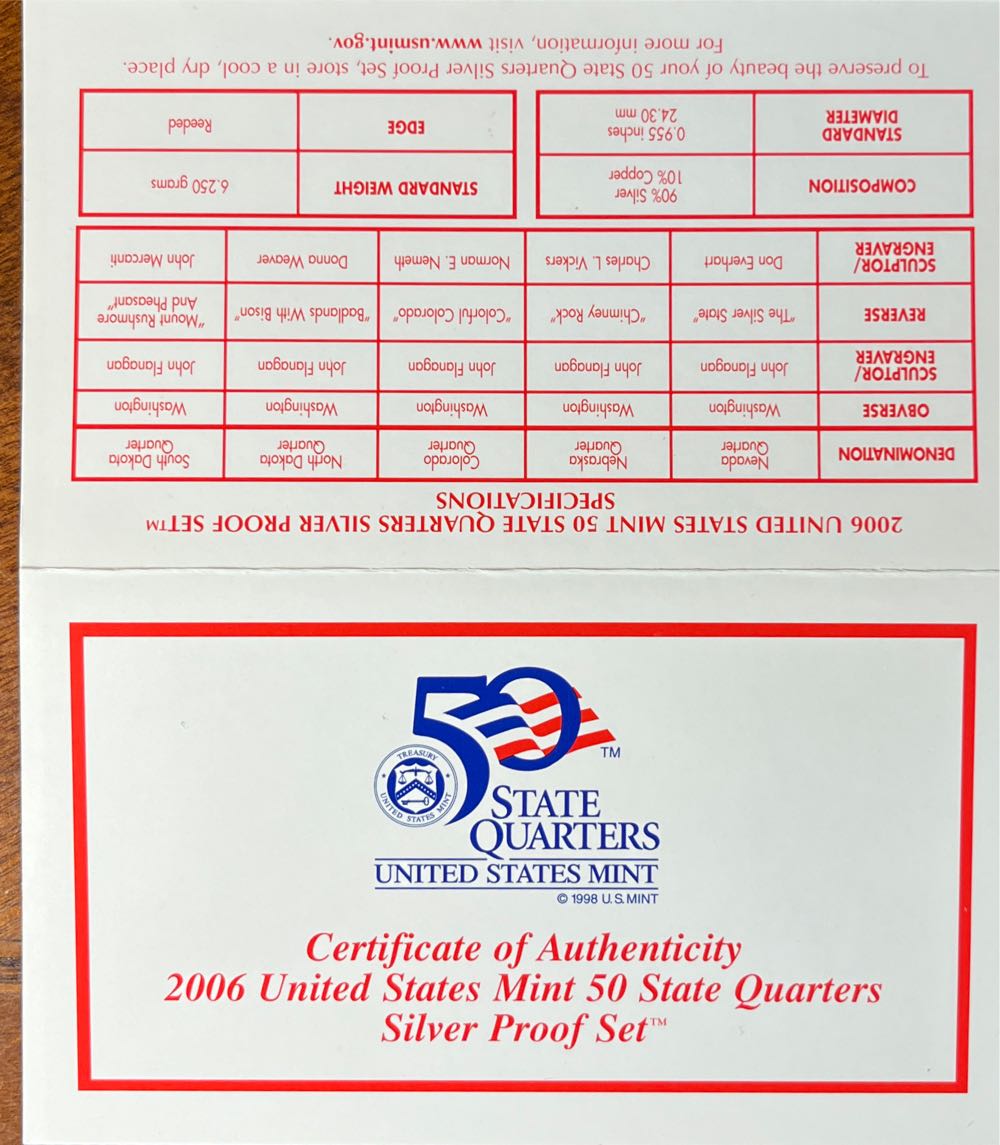 2006 UNITED STATES MINT 50 STATE QUARTERS SILVER PROOF SET™
SPECIFICATIONS
DENOMINATION Nevada Quarter Nebraska Quarter Colorado Quarter North Dakota Quarter South Dakota Quarter
OBVERSE Washington Washington Washington Washington Washington
SCULPTOR/ENGRAVER John Flanagan John Flanagan John Flanagan John Flanagan John Flanagan
REVERSE "The Silver State" "Chimney Rock" "Colorful Colorado" "Badlands With Bison" "Mount Rushmore And Pheasant"
SCULPTOR/ENGRAVER Don Everhart Charles L. Vickers Norman E. Nemeth Donna Weaver John Mercanti
COMPOSITION 90% Silver 10% Copper STANDARD WEIGHT 6.250 grams
STANDARD DIAMETER 0.955 inches 24.30 mm EDGE Reeded
To preserve the beauty of your 50 State Quarters Silver Proof Set, store in a cool, dry place.
For more information, visit www.usmint.gov.
50
TM
TREASURY
UNITED STATES MINT
STATE
QUARTERS
UNITED STATES MINT
© 1998 U.S. MINT
Certificate of Authenticity
2006 United States Mint 50 State Quarters
Silver Proof Set™